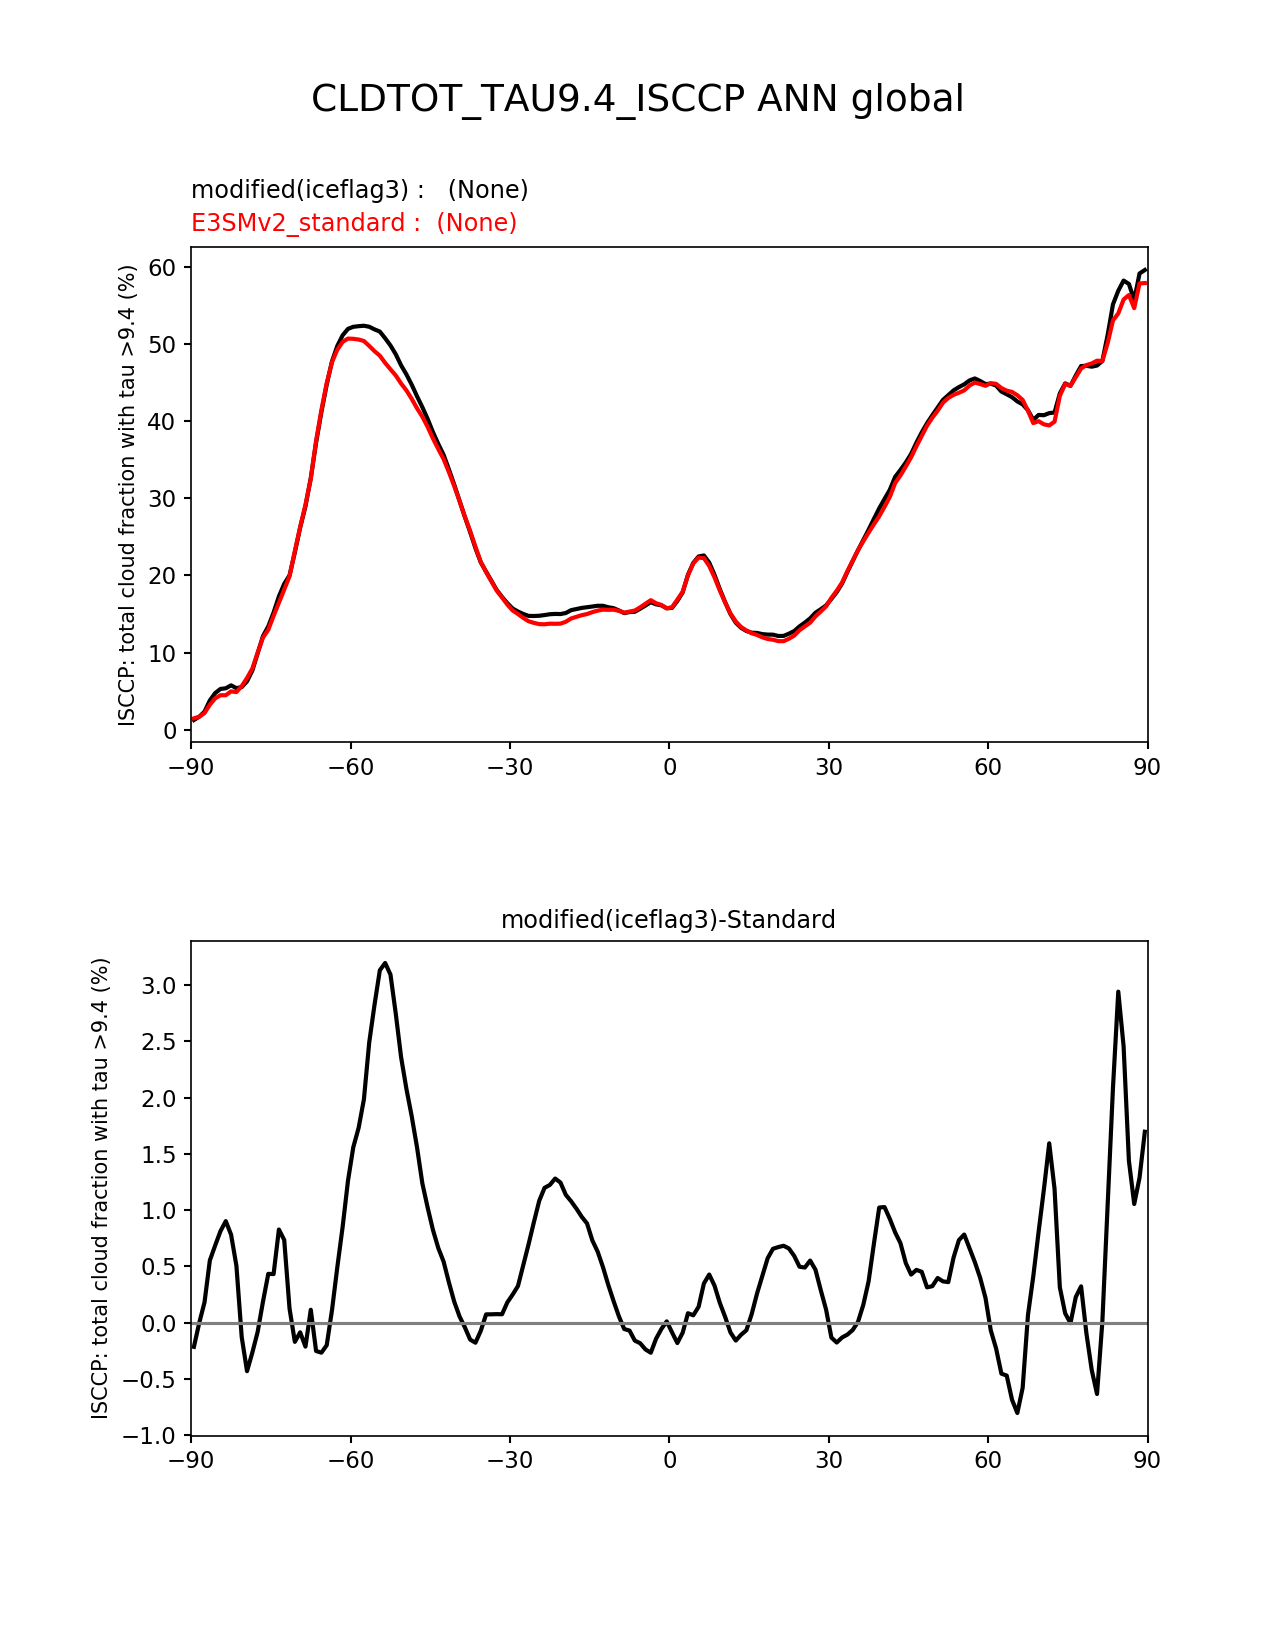 CLDTOT_TAU9.4_ISCCP ANN global
modified(iceflag3) :   (None)
E3SMv2_standard :  (None)
ISCCP: total cloud fraction with tau >9.4 (%)
60
50
40
30
20
10
0
−90 −60 −30 0 30 60 90
modified(iceflag3)-Standard
ISCCP: total cloud fraction with tau >9.4 (%)
3.0
2.5
2.0
1.5
1.0
0.5
0.0
−0.5
−1.0
−90 −60 −30 0 30 60 90